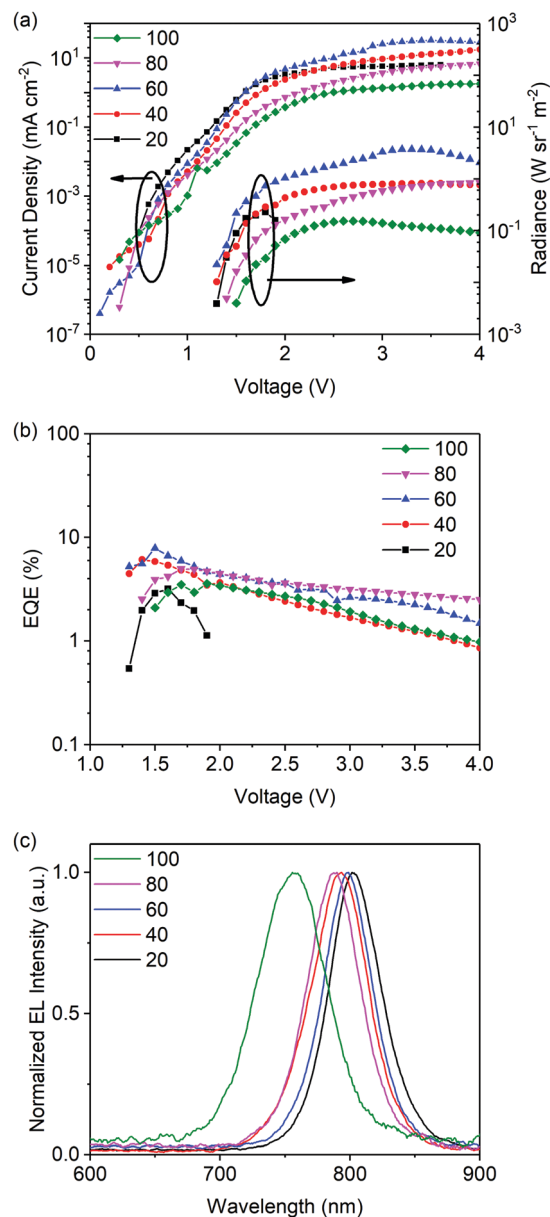 (a)
100
80
60
40
20
10¹
10⁻¹
10⁻³
10⁻⁵
10⁻⁷
Current Density (mA cm⁻²)
10³
10¹
10⁻¹
10⁻³
Radiance (W sr⁻¹ m⁻²)
0 1 2 3 4
Voltage (V)
(b)
100
10
1
0.1
EQE (%)
100
80
60
40
20
1.0 1.5 2.0 2.5 3.0 3.5 4.0
Voltage (V)
(c)
100
80
60
40
20
1.0
0.5
0.0
Normalized EL Intensity (a.u.)
600 700 800 900
Wavelength (nm)